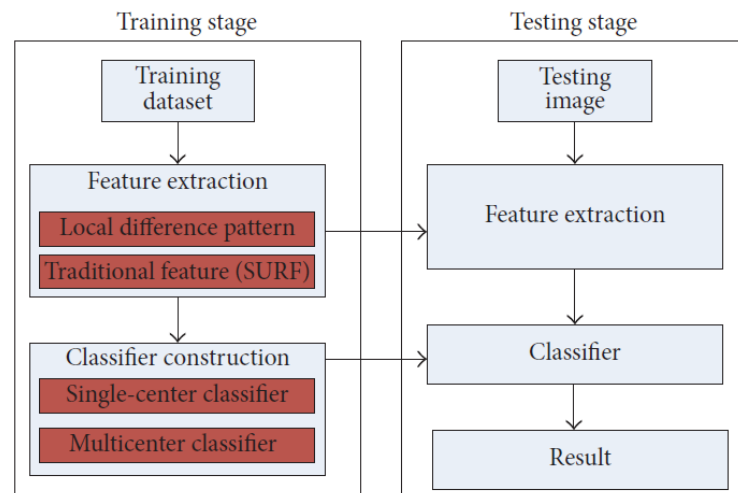 Training stage
Training
dataset
Feature extraction
Local difference pattern
Traditional feature (SURF)
Classifier construction
Single-center classifier
Multicenter classifier
Testing stage
Testing
image
Feature extraction
Classifier
Result